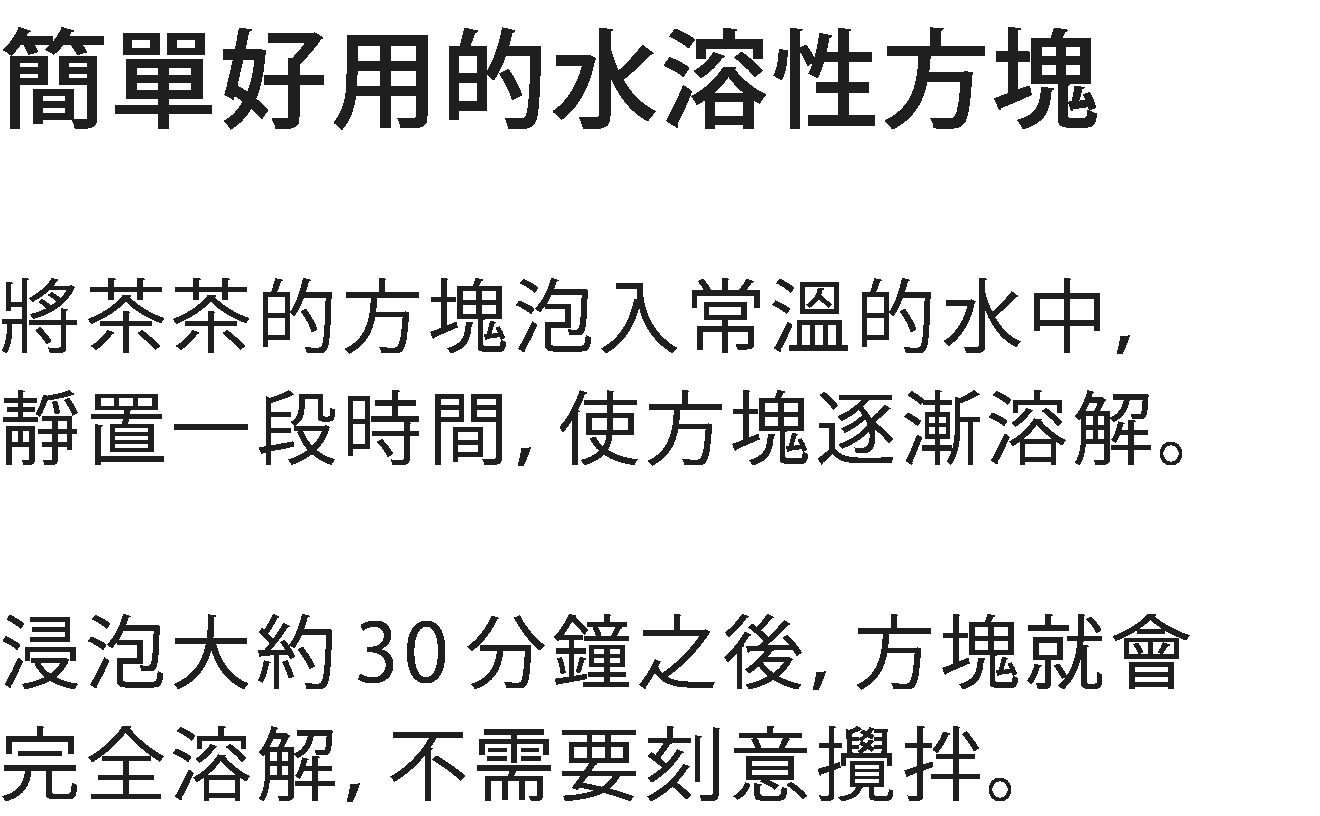 簡單好用的水溶性方塊
將茶茶的方塊泡入常溫的水中,
靜置一段時間, 使方塊逐漸溶解。
浸泡大約 30 分鐘之後, 方塊就會
完全溶解, 不需要刻意攪拌。